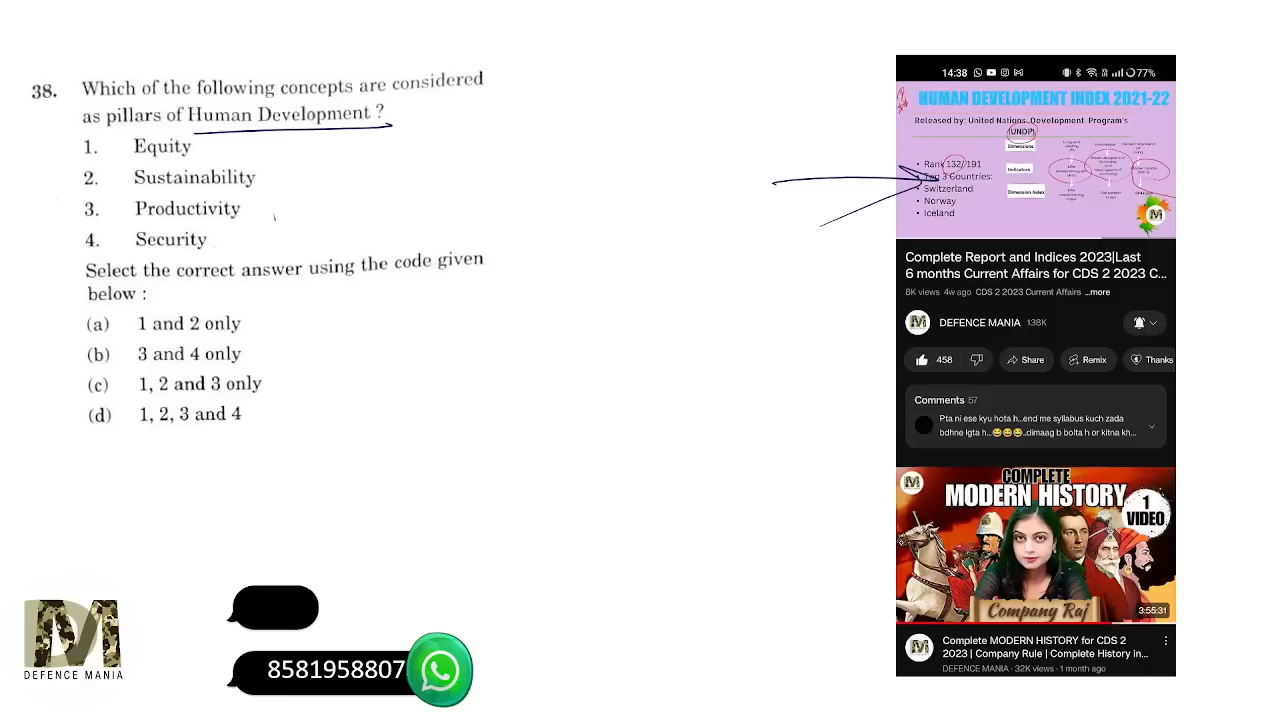 38. Which of the following concepts are considered
as pillars of Human Development ?
1. Equity
2. Sustainability
3. Productivity
4. Security
Select the correct answer using the code given
below :
(a) 1 and 2 only
(b) 3 and 4 only
(c) 1, 2 and 3 only
(d) 1, 2, 3 and 4
DM
DEFENCE MANIA
8581958807
14:38 77%
HUMAN DEVELOPMENT INDEX 2021-22
Released by: United Nations Development Program's
(UNDP)
Dimensions
Knowledge
Rank 132/ 191
Top 3 Countries:
Indicators
Switzerland
Dimension Index
Norway
Iceland
Complete Report and Indices 2023|Last
6 months Current Affairs for CDS 2 2023 C...
8K views 4w ago CDS 2 2023 Current Affairs ...more
DEFENCE MANIA 138K
458 Share Remix Thanks
Comments 57
Pta ni ese kyu hota h...end me syllabus kuch zada
bdhne lgta h...😂😂😂..dimaag b bolta h or kitna kh...
COMPLETE
MODERN HISTORY
1
VIDEO
Company Raj
3:55:31
Complete MODERN HISTORY for CDS 2
2023 | Company Rule | Complete History in...
DEFENCE MANIA · 32K views · 1 month ago